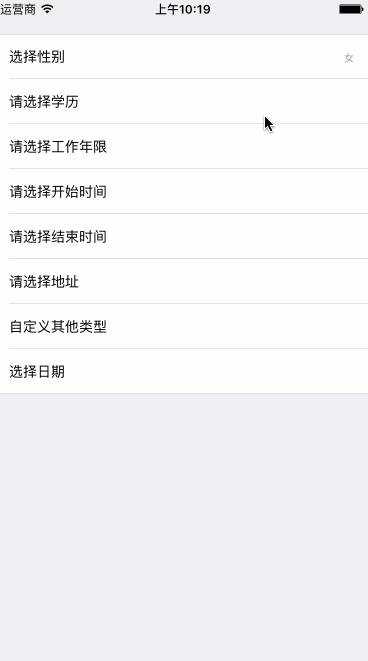 运营商 上午10:19
选择性别 女
请选择学历
请选择工作年限
请选择开始时间
请选择结束时间
请选择地址
自定义其他类型
选择日期